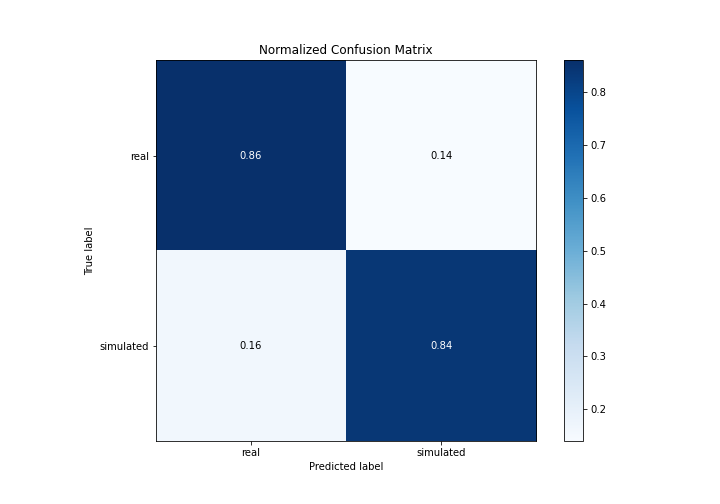 Normalized Confusion Matrix
real
0.86
0.14
simulated
0.16
0.84
True label
real
simulated
Predicted label
0.8
0.7
0.6
0.5
0.4
0.3
0.2